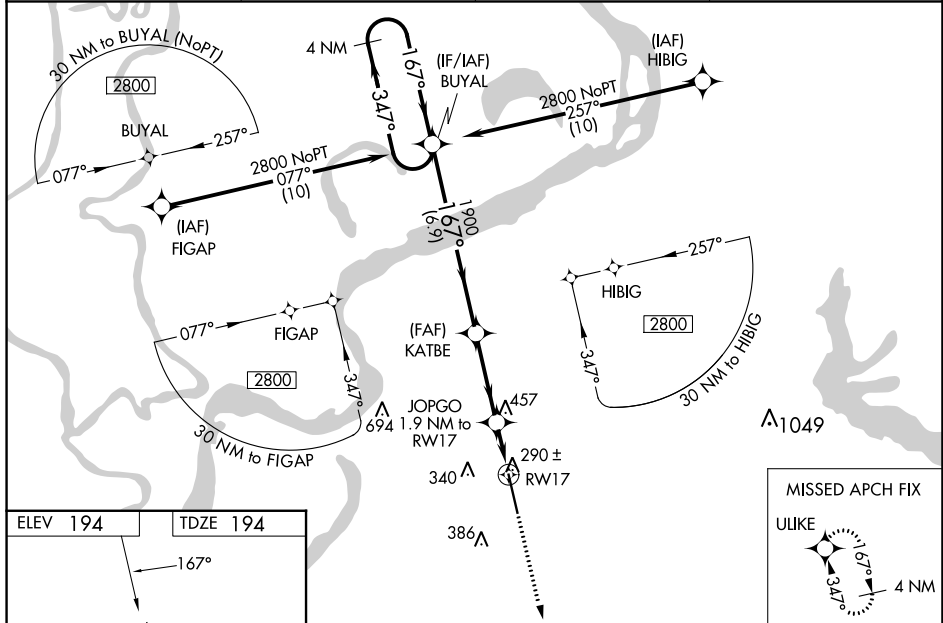 30 NM to BUYAL (NoPT)
2800
BUYAL
077°
257°
4 NM
347°
167°
(IF/IAF)
BUYAL
(IAF)
HIBIG
2800 NoPT
257°
(10)
2800 NoPT
077°
(10)
(IAF)
FIGAP
1900
167°
(6.9)
257°
HIBIG
2800
347°
30 NM to HIBIG
077°
FIGAP
2800
347°
30 NM to FIGAP
(FAF)
KATBE
694
JOPGO
1.9 NM to
RW17
457
1049
340
290 ±
RW17
386
ELEV 194
TDZE 194
167°
MISSED APCH FIX
ULIKE
167°
347°
4 NM